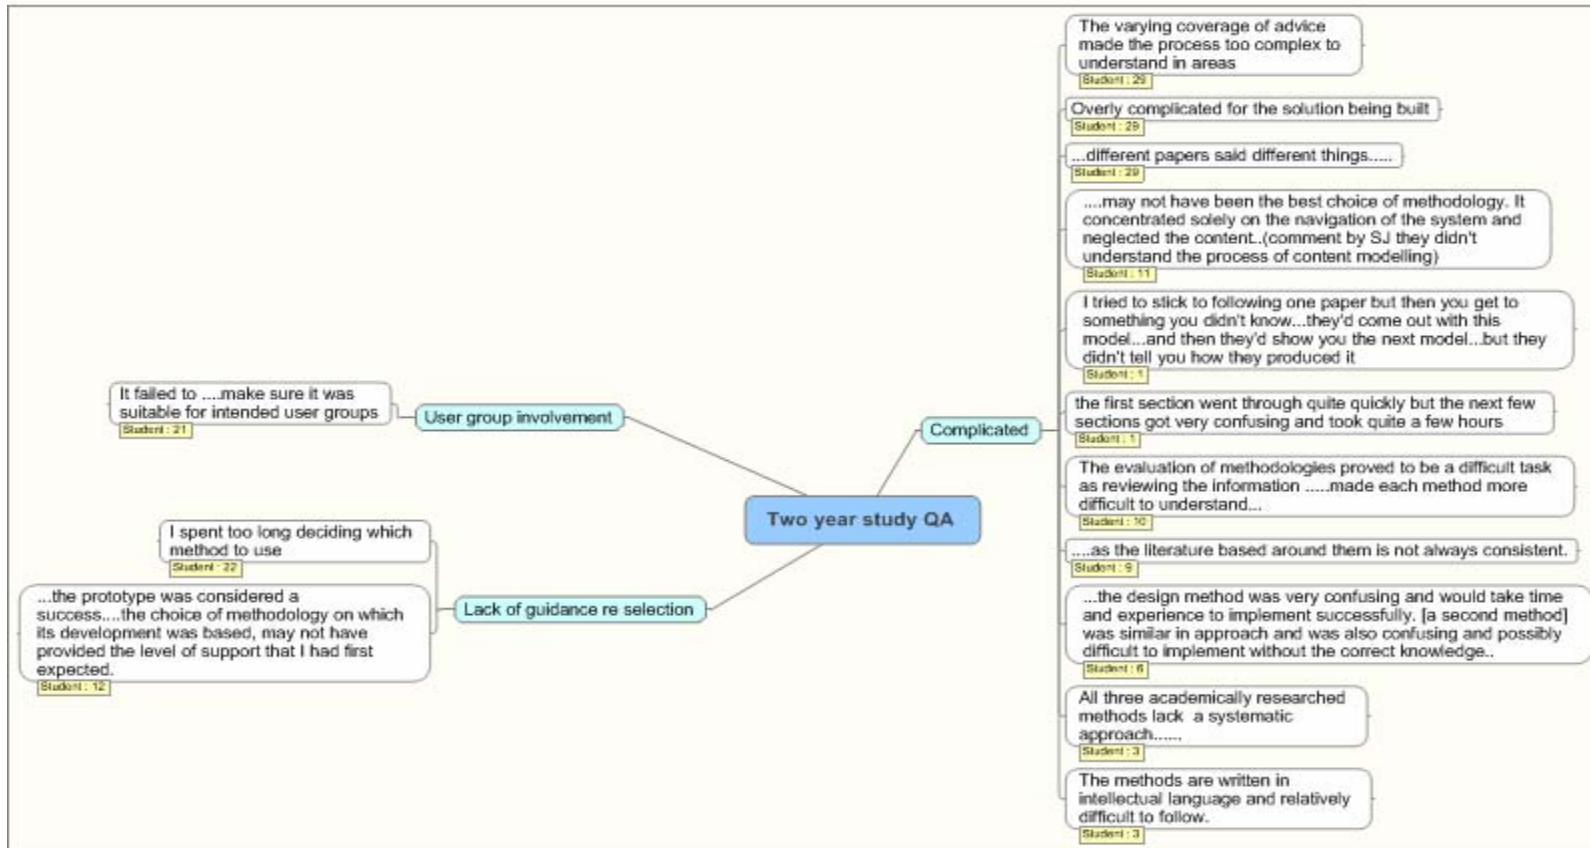 The varying coverage of advice
made the process too complex to
understand in areas
Student : 29
Overly complicated for the solution being built
Student : 29
...different papers said different things.....
Student : 29
....may not have been the best choice of methodology. It
concentrated solely on the navigation of the system and
neglected the content..(comment by SJ they didn't
understand the process of content modelling)
Student : 11
I tried to stick to following one paper but then you get to
something you didn't know...they'd come out with this
model...and then they'd show you the next model...but they
didn't tell you how they produced it
Student : 1
the first section went through quite quickly but the next few
sections got very confusing and took quite a few hours
Student : 1
The evaluation of methodologies proved to be a difficult task
as reviewing the information .....made each method more
difficult to understand...
Student : 10
....as the literature based around them is not always consistent.
Student : 9
...the design method was very confusing and would take time
and experience to implement successfully. [a second method]
was similar in approach and was also confusing and possibly
difficult to implement without the correct knowledge..
Student : 6
All three academically researched
methods lack a systematic
approach......
Student : 3
The methods are written in
intellectual language and relatively
difficult to follow.
Student : 3
Complicated
Two year study QA
User group involvement
It failed to ....make sure it was
suitable for intended user groups
Student : 21
Lack of guidance re selection
I spent too long deciding which
method to use
Student : 22
...the prototype was considered a
success....the choice of methodology on which
its development was based, may not have
provided the level of support that I had first
expected.
Student : 12